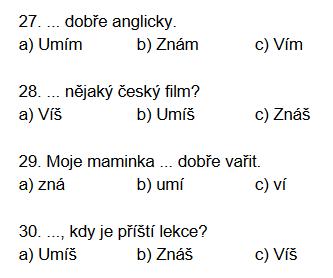 27. ... dobře anglicky.
a) Umím b) Znám c) Vím
28. ... nějaký český film?
a) Víš b) Umíš c) Znáš
29. Moje maminka ... dobře vařit.
a) zná b) umí c) ví
30. ..., kdy je příští lekce?
a) Umíš b) Znáš c) Víš